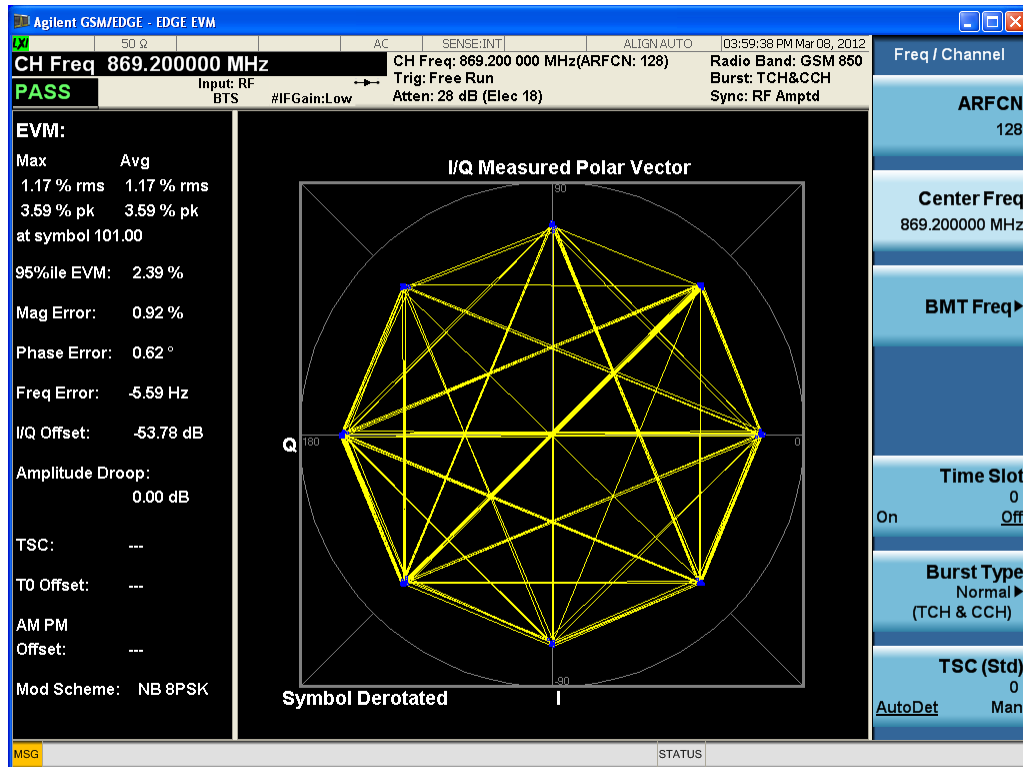 Agilent GSM/EDGE - EDGE EVM
LXI 50 Ω AC SENSE:INT ALIGN AUTO 03:59:38 PM Mar 08, 2012
CH Freq 869.200000 MHz
PASS
Input: RF
BTS #IFGain:Low
CH Freq: 869.200 000 MHz(ARFCN: 128)
Trig: Free Run
Atten: 28 dB (Elec 18)
Radio Band: GSM 850
Burst: TCH&CCH
Sync: RF Amptd
EVM:
Max Avg
1.17 % rms 1.17 % rms
3.59 % pk 3.59 % pk
at symbol 101.00
95%ile EVM: 2.39 %
Mag Error: 0.92 %
Phase Error: 0.62 °
Freq Error: -5.59 Hz
I/Q Offset: -53.78 dB
Amplitude Droop:
0.00 dB
TSC: ---
T0 Offset: ---
AM PM
Offset: ---
Mod Scheme: NB 8PSK
I/Q Measured Polar Vector
90
Q 180 0
-90
Symbol Derotated I
Freq / Channel
ARFCN
128
Center Freq
869.200000 MHz
BMT Freq
Time Slot
0
On Off
Burst Type
Normal
(TCH & CCH)
TSC (Std)
0
AutoDet Man
MSG STATUS